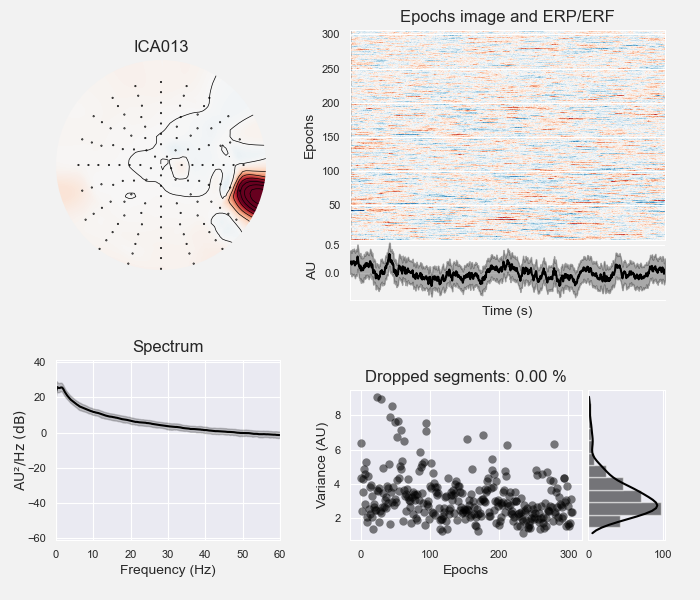 ICA013
Epochs image and ERP/ERF
300
250
200
150
100
50
Epochs
0.5
0.0
AU
Time (s)
Spectrum
40
20
0
−20
−40
−60
AU²/Hz (dB)
0 10 20 30 40 50 60
Frequency (Hz)
Dropped segments: 0.00 %
8
6
4
2
Variance (AU)
0 100 200 300
Epochs
0 100